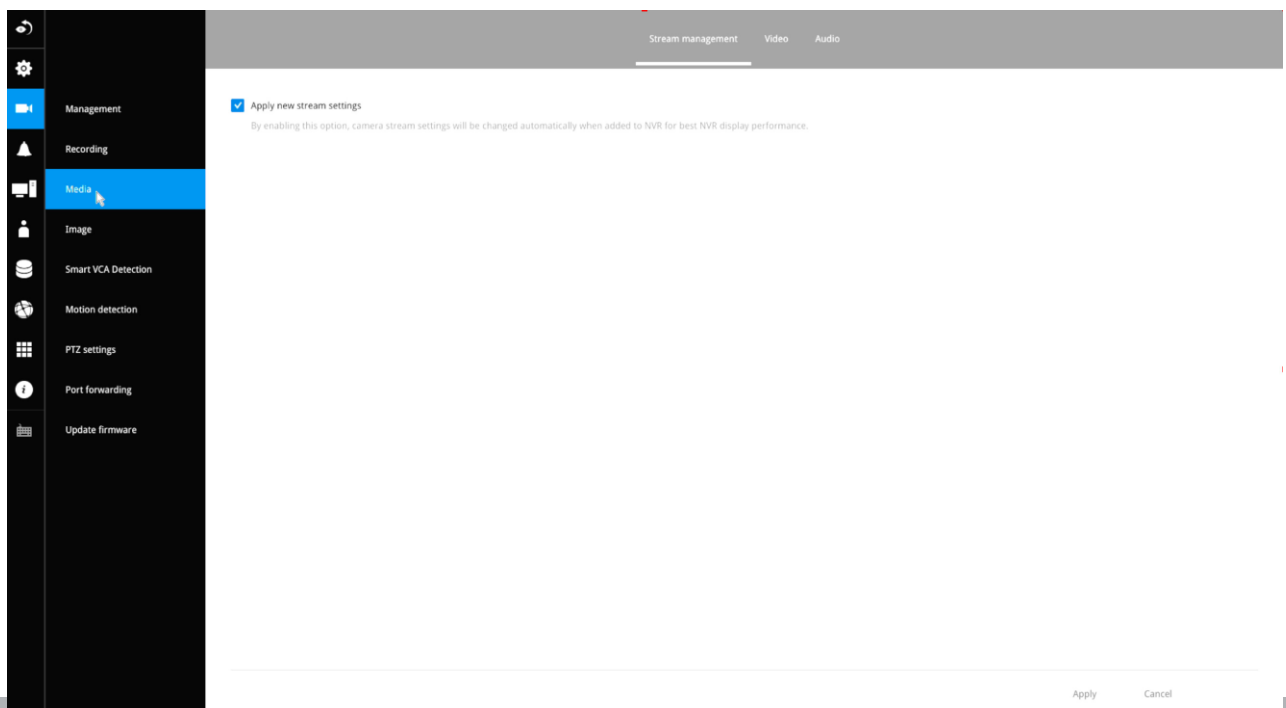 Stream management
Video
Audio
Management
Recording
Media
Image
Smart VCA Detection
Motion detection
PTZ settings
Port forwarding
Update firmware
Apply new stream settings
By enabling this option, camera stream settings will be changed automatically when added to NVR for best NVR display performance.
Apply
Cancel